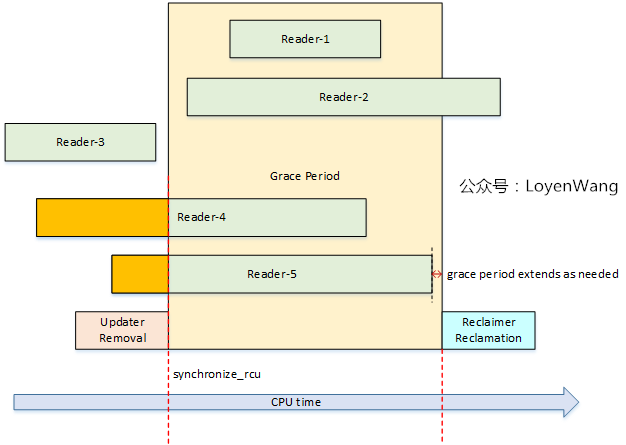 Reader-1
Reader-2
Reader-3
Grace Period
公众号：LoyenWang
Reader-4
Reader-5
grace period extends as needed
Updater
Removal
Reclaimer
Reclamation
synchronize_rcu
CPU time